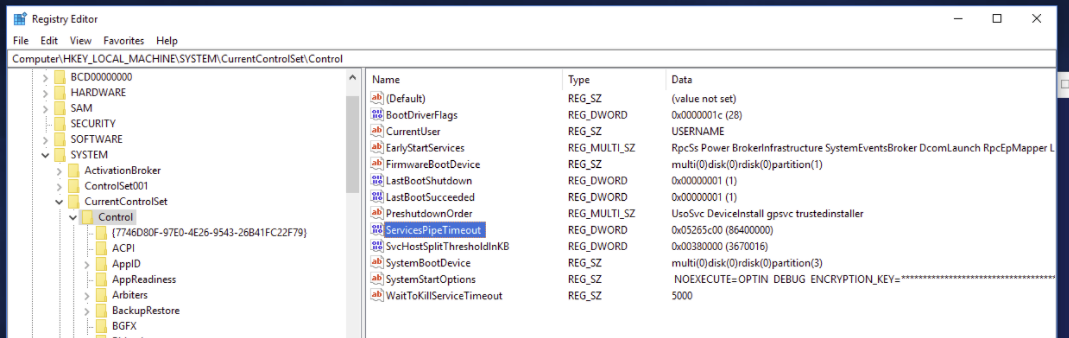 Registry Editor
File Edit View Favorites Help
Computer\HKEY_LOCAL_MACHINE\SYSTEM\CurrentControlSet\Control
BCD00000000
HARDWARE
SAM
SECURITY
SOFTWARE
SYSTEM
ActivationBroker
ControlSet001
CurrentControlSet
Control
{7746D80F-97E0-4E26-9543-26B41FC22F79}
ACPI
AppID
AppReadiness
Arbiters
BackupRestore
BGFX
Name Type Data
(Default) REG_SZ (value not set)
BootDriverFlags REG_DWORD 0x0000001c (28)
CurrentUser REG_SZ USERNAME
EarlyStartServices REG_MULTI_SZ RpcSs Power BrokerInfrastructure SystemEventsBroker DcomLaunch RpcEpMapper L
FirmwareBootDevice REG_SZ multi(0)disk(0)rdisk(0)partition(1)
LastBootShutdown REG_DWORD 0x00000001 (1)
LastBootSucceeded REG_DWORD 0x00000001 (1)
PreshutdownOrder REG_MULTI_SZ UsoSvc DeviceInstall gpsvc trustedinstaller
ServicesPipeTimeout REG_DWORD 0x05265c00 (86400000)
SvcHostSplitThresholdInKB REG_DWORD 0x00380000 (3670016)
SystemBootDevice REG_SZ multi(0)disk(0)rdisk(0)partition(3)
SystemStartOptions REG_SZ NOEXECUTE=OPTIN DEBUG ENCRYPTION_KEY=************************************
WaitToKillServiceTimeout REG_SZ 5000